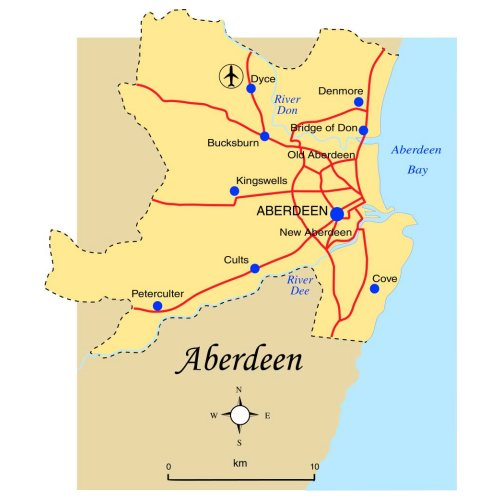 Dyce
Denmore
River
Don
Bridge of Don
Bucksburn
Old Aberdeen
Aberdeen
Bay
Kingswells
ABERDEEN
New Aberdeen
Cults
River
Dee
Cove
Peterculter
Aberdeen
N
W
E
S
km
0
10